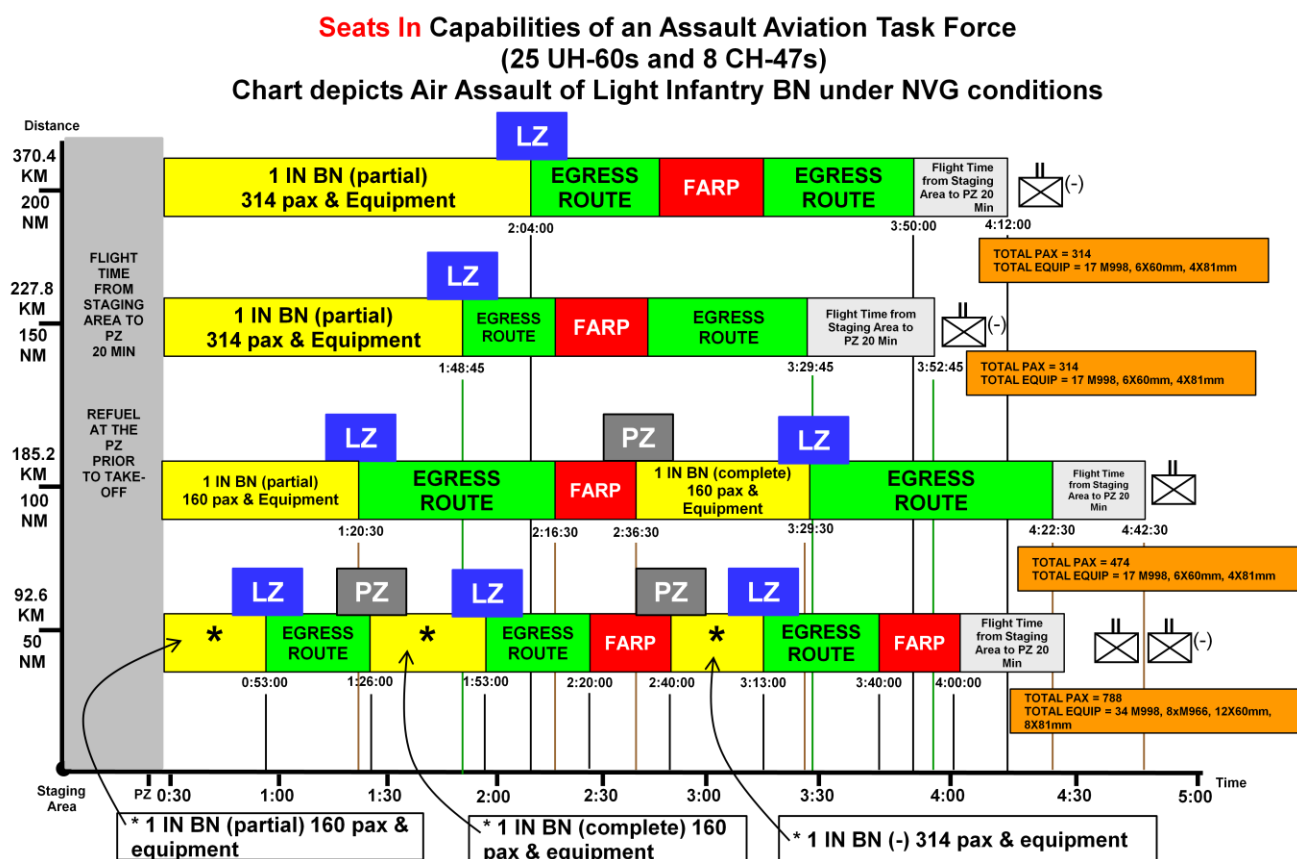 Seats In Capabilities of an Assault Aviation Task Force
(25 UH-60s and 8 CH-47s)
Chart depicts Air Assault of Light Infantry BN under NVG conditions
Distance
370.4
KM
200
NM
LZ
1 IN BN (partial)
314 pax & Equipment
EGRESS
ROUTE
FARP
EGRESS
ROUTE
Flight Time
from Staging
Area to PZ 20
Min
(-)
2:04:00
3:50:00
4:12:00
TOTAL PAX = 314
TOTAL EQUIP = 17 M998, 6X60mm, 4X81mm
FLIGHT
TIME
FROM
STAGING
AREA TO
PZ
20 MIN
227.8
KM
150
NM
LZ
1 IN BN (partial)
314 pax & Equipment
EGRESS
ROUTE
FARP
EGRESS
ROUTE
Flight Time from
Staging Area to
PZ 20 Min
(-)
1:48:45
3:29:45
3:52:45
TOTAL PAX = 314
TOTAL EQUIP = 17 M998, 6X60mm, 4X81mm
REFUEL
AT THE
PZ
PRIOR
TO TAKE-
OFF
185.2
KM
100
NM
LZ
PZ
LZ
1 IN BN (partial)
160 pax & Equipment
EGRESS
ROUTE
FARP
1 IN BN (complete)
160 pax &
Equipment
EGRESS
ROUTE
Flight Time
from Staging
Area to PZ 20
Min
1:20:30
2:16:30
2:36:30
3:29:30
4:22:30
4:42:30
TOTAL PAX = 474
TOTAL EQUIP = 17 M998, 6X60mm, 4X81mm
92.6
KM
50
NM
LZ
PZ
LZ
PZ
LZ
*
EGRESS
ROUTE
*
EGRESS
ROUTE
FARP
*
EGRESS
ROUTE
FARP
Flight Time
from Staging
Area to PZ 20
Min
(-)
0:53:00
1:26:00
1:53:00
2:20:00
2:40:00
3:13:00
3:40:00
4:00:00
TOTAL PAX = 788
TOTAL EQUIP = 34 M998, 8xM966, 12X60mm,
8X81mm
Staging
Area
PZ
0:30
1:00
1:30
2:00
2:30
3:00
3:30
4:00
4:30
5:00
Time
* 1 IN BN (partial) 160 pax &
equipment
* 1 IN BN (complete) 160
pax & equipment
* 1 IN BN (-) 314 pax & equipment